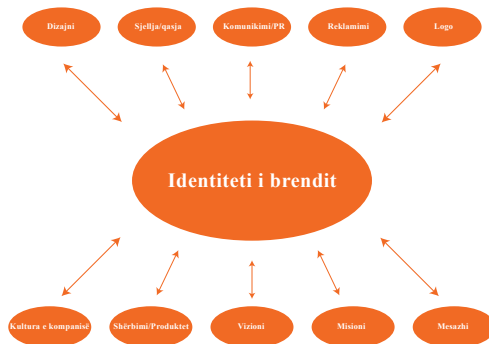 Dizajni
Sjellja/qasja
Komunikimi/PR
Reklamimi
Logo
Identiteti i brendit
Kultura e kompanisë
Shërbimi/Produktet
Vizioni
Misioni
Mesazhi